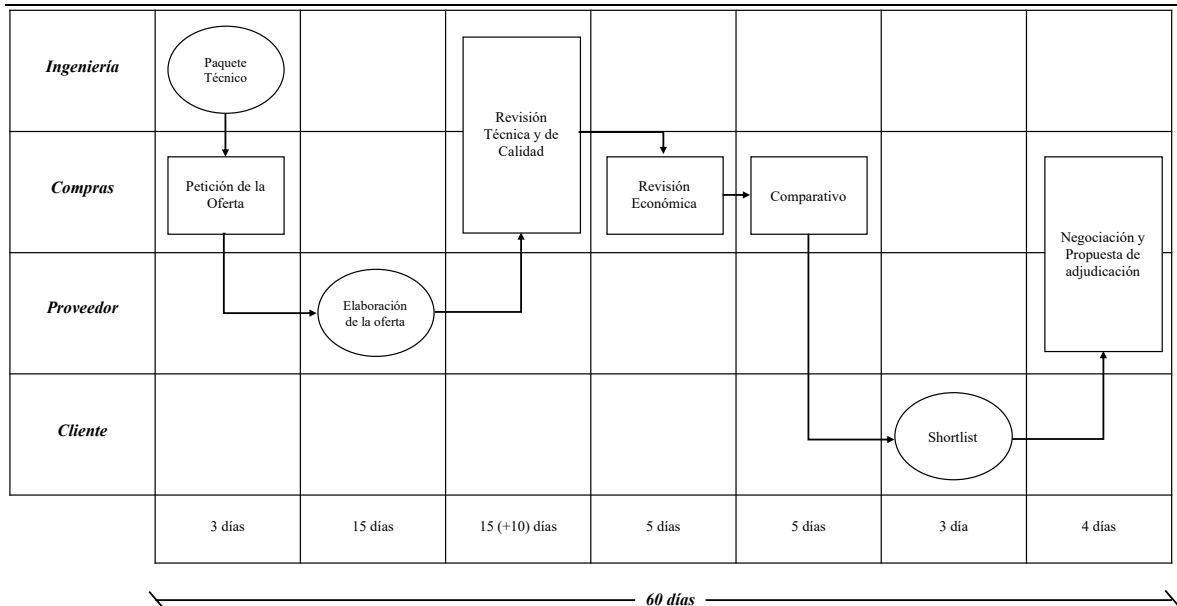 Ingeniería
Paquete
Técnico
Revisión
Técnica y de
Calidad
Compras
Petición de la
Oferta
Revisión
Económica
Comparativo
Negociación y
Propuesta de
adjudicación
Proveedor
Elaboración
de la oferta
Cliente
Shortlist
3 días
15 días
15 (+10) días
5 días
5 días
3 día
4 días
60 días